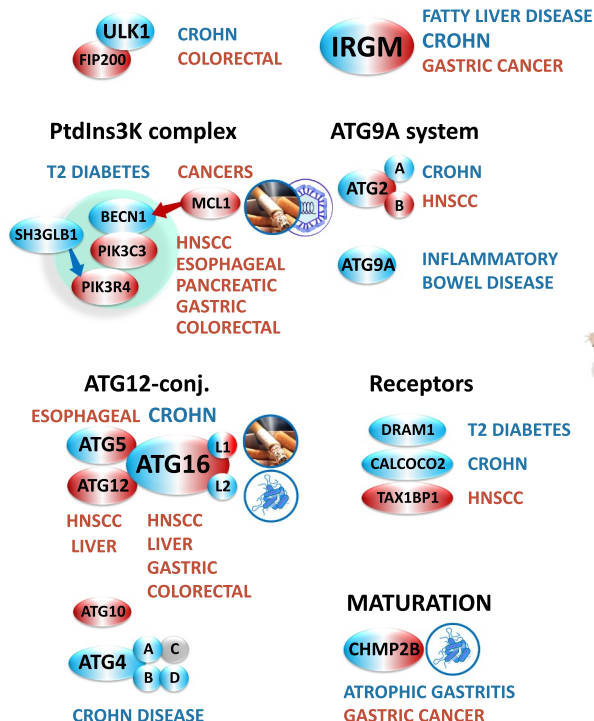 ULK1
FIP200
CROHN
COLORECTAL
IRGM
FATTY LIVER DISEASE
CROHN
GASTRIC CANCER
PtdIns3K complex
T2 DIABETES
CANCERS
BECN1
MCL1
SH3GLB1
PIK3C3
PIK3R4
HNSCC
ESOPHAGEAL
PANCREATIC
GASTRIC
COLORECTAL
ATG9A system
ATG2
A
B
CROHN
HNSCC
ATG9A
INFLAMMATORY
BOWEL DISEASE
ATG12-conj.
ESOPHAGEAL CROHN
ATG5
ATG16
L1
L2
ATG12
HNSCC
LIVER
HNSCC
LIVER
GASTRIC
COLORECTAL
ATG10
ATG4
A
C
B
D
CROHN DISEASE
Receptors
DRAM1
T2 DIABETES
CALCOCO2
CROHN
TAX1BP1
HNSCC
MATURATION
CHMP2B
ATROPHIC GASTRITIS
GASTRIC CANCER